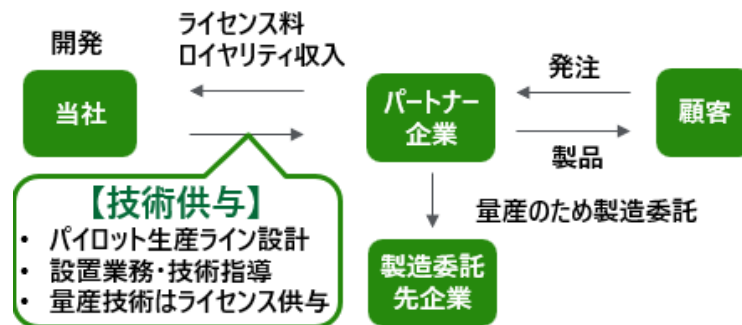 開発
ライセンス料
ロイヤリティ収入
当社
パートナー
企業
発注
製品
顧客
【技術供与】
• パイロット生産ライン設計
• 設置業務・技術指導
• 量産技術はライセンス供与
量産のため製造委託
製造委託
先企業